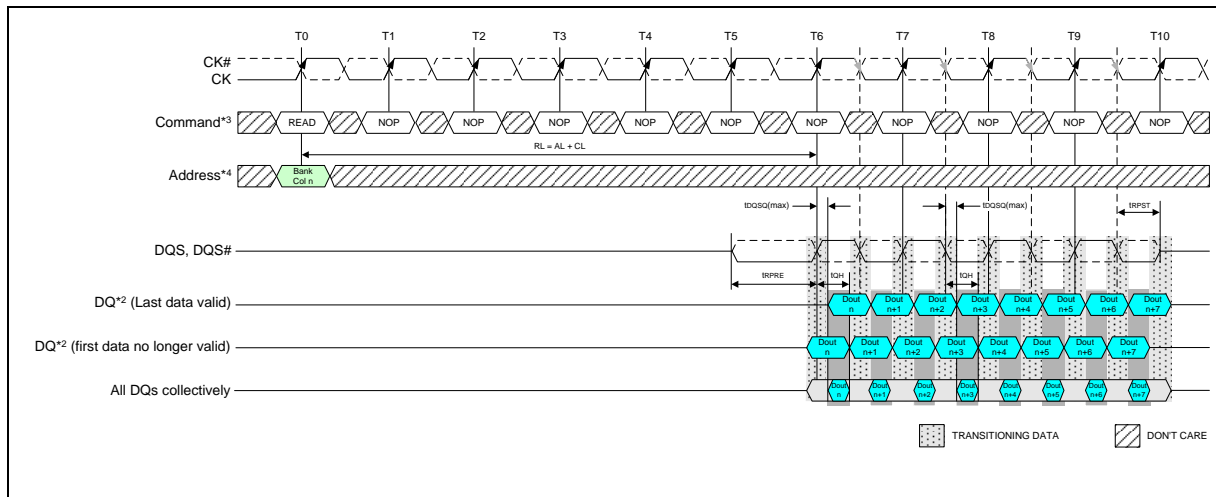 T0 T1 T2 T3 T4 T5 T6 T7 T8 T9 T10
CK#
CK
Command*3 READ NOP NOP NOP NOP NOP NOP NOP NOP NOP NOP
RL = AL + CL
Address*4 Bank
Col n
tDQSQ(max) tDQSQ(max) tRPST
DQS, DQS#
tRPRE tQH tQH
DQ*2 (Last data valid) Dout Dout Dout Dout Dout Dout Dout Dout
n n+1 n+2 n+3 n+4 n+5 n+6 n+7
DQ*2 (first data no longer valid) Dout Dout Dout Dout Dout Dout Dout Dout
n n+1 n+2 n+3 n+4 n+5 n+6 n+7
All DQs collectively Dout Dout Dout Dout Dout Dout Dout Dout
n n+1 n+2 n+3 n+4 n+5 n+6 n+7
TRANSITIONING DATA DON'T CARE